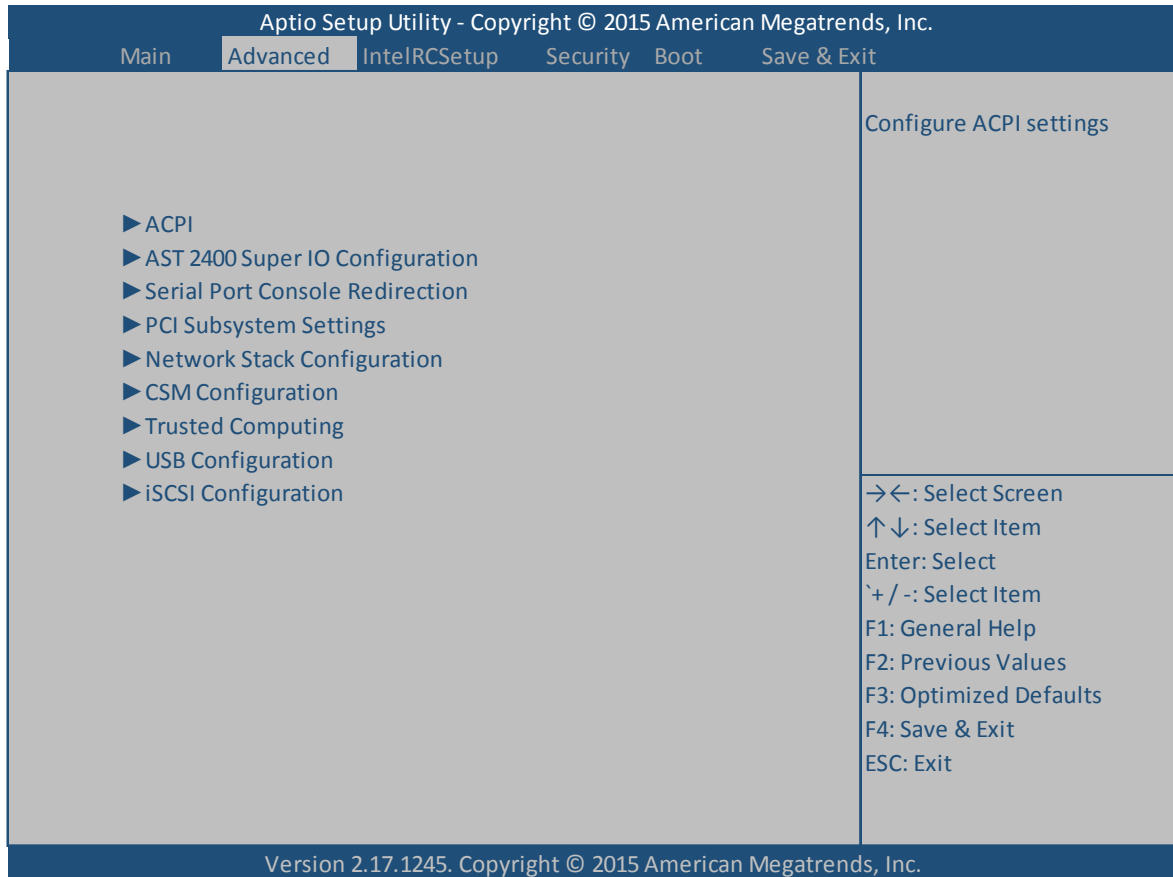 Aptio Setup Utility - Copyright © 2015 American Megatrends, Inc.
Main Advanced IntelRCSetup Security Boot Save & Exit
Configure ACPI settings
►ACPI
►AST 2400 Super IO Configuration
►Serial Port Console Redirection
►PCI Subsystem Settings
►Network Stack Configuration
►CSM Configuration
►Trusted Computing
►USB Configuration
►iSCSI Configuration
→←: Select Screen
↑↓: Select Item
Enter: Select
`+ / -: Select Item
F1: General Help
F2: Previous Values
F3: Optimized Defaults
F4: Save & Exit
ESC: Exit
Version 2.17.1245. Copyright © 2015 American Megatrends, Inc.